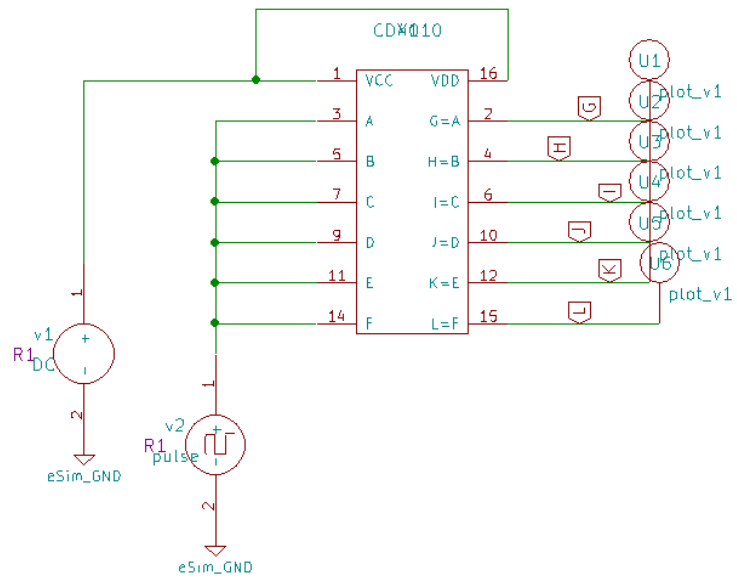 CD4010
X1
1 VCC VDD 16
3 A G=A 2
5 B H=B 4
7 C I=C 6
9 D J=D 10
11 E K=E 12
14 F L=F 15
G
H
I
J
K
L
U1
plot_v1
U2
plot_v1
U3
plot_v1
U4
plot_v1
U5
plot_v1
U6
plot_v1
1
v1
+
R1
DC
-
2
eSim_GND
1
v2
+
R1
pulse
-
2
eSim_GND